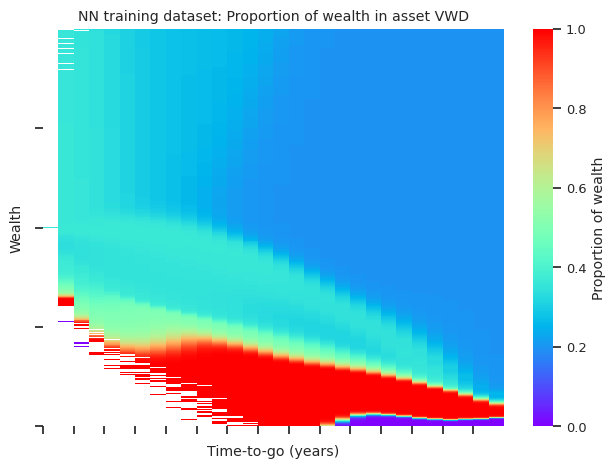 NN training dataset: Proportion of wealth in asset VWD
Wealth
Time-to-go (years)
1.0
0.8
0.6
0.4
0.2
0.0
Proportion of wealth